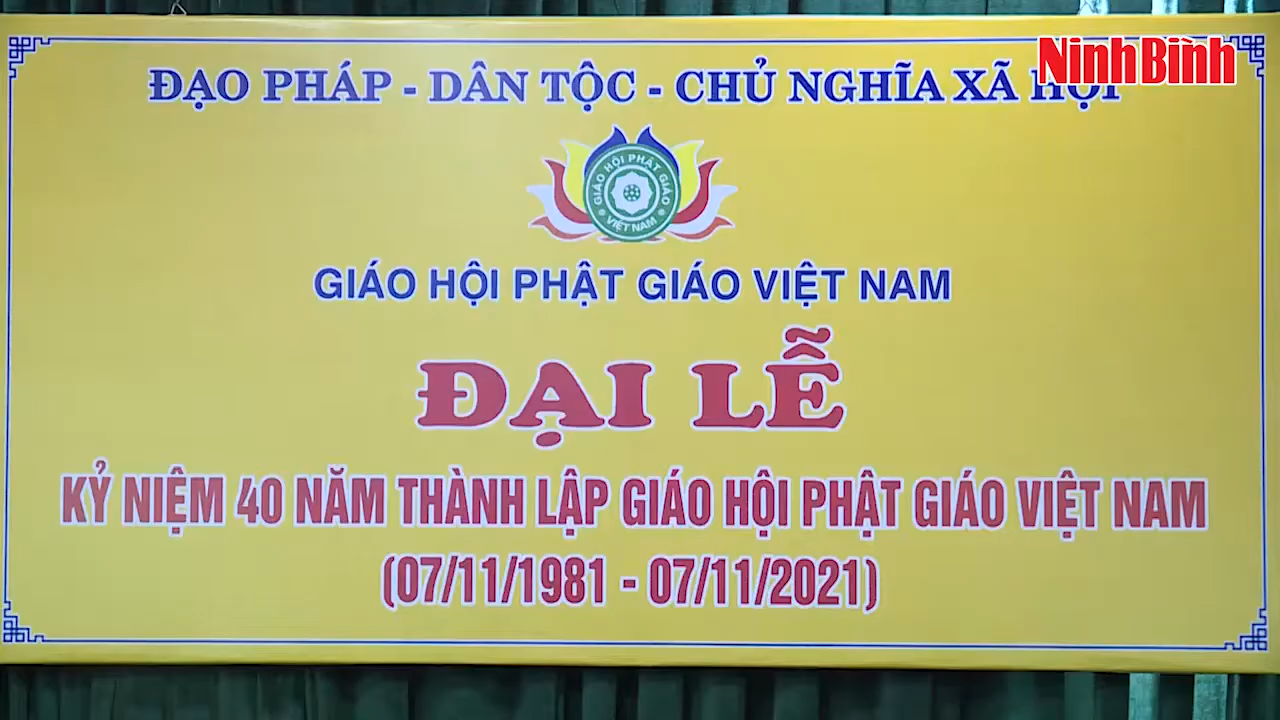 ĐẠO PHÁP - DÂN TỘC - CHỦ NGHĨA XÃ HỘI
Ninh Bình
GIÁO HỘI PHẬT GIÁO
VIỆT NAM
GIÁO HỘI PHẬT GIÁO VIỆT NAM
ĐẠI LỄ
KỶ NIỆM 40 NĂM THÀNH LẬP GIÁO HỘI PHẬT GIÁO VIỆT NAM
(07/11/1981 - 07/11/2021)